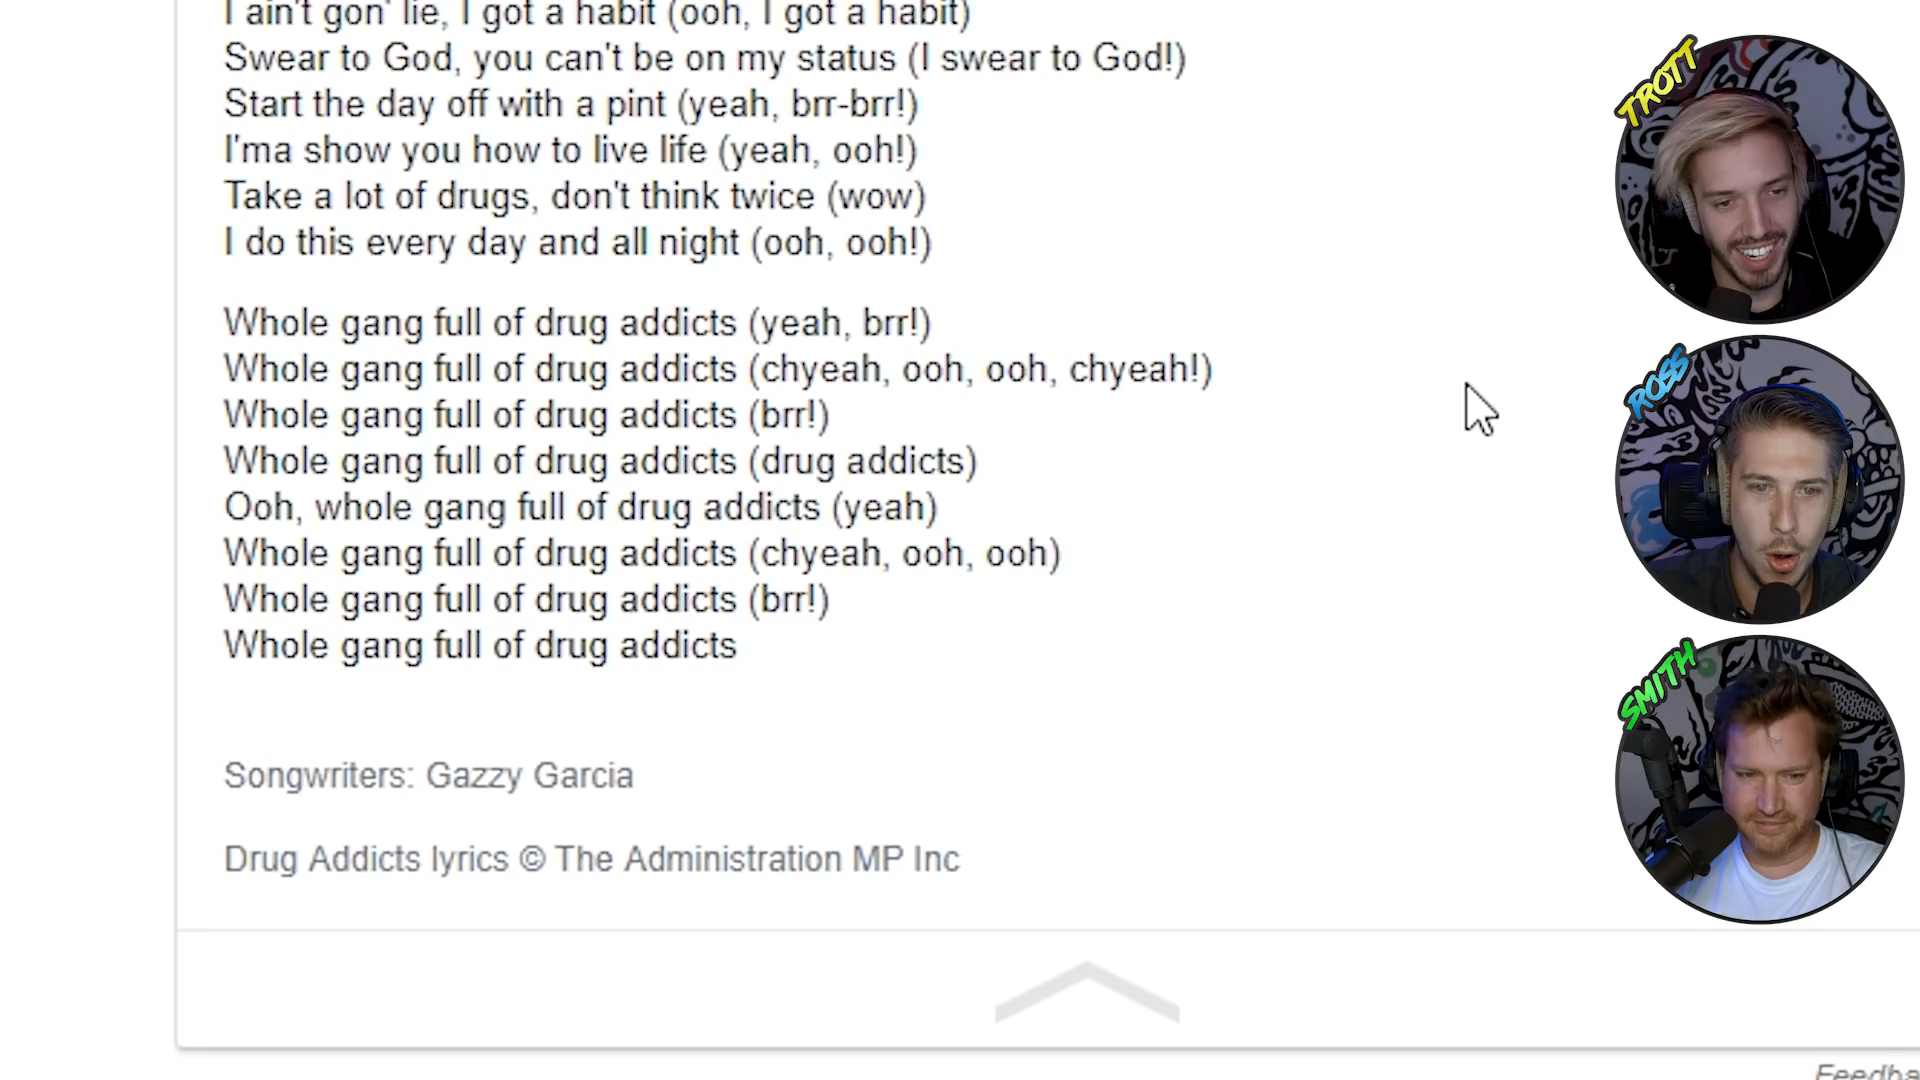 I ain't gon' lie, I got a habit (ooh, I got a habit)
Swear to God, you can't be on my status (I swear to God!)
Start the day off with a pint (yeah, brr-brr!)
I'ma show you how to live life (yeah, ooh!)
Take a lot of drugs, don't think twice (wow)
I do this every day and all night (ooh, ooh!)
Whole gang full of drug addicts (yeah, brr!)
Whole gang full of drug addicts (chyeah, ooh, ooh, chyeah!)
Whole gang full of drug addicts (brr!)
Whole gang full of drug addicts (drug addicts)
Ooh, whole gang full of drug addicts (yeah)
Whole gang full of drug addicts (chyeah, ooh, ooh)
Whole gang full of drug addicts (brr!)
Whole gang full of drug addicts
Songwriters: Gazzy Garcia
Drug Addicts lyrics © The Administration MP Inc
TROTT
ROSS
SMITH
Feedba